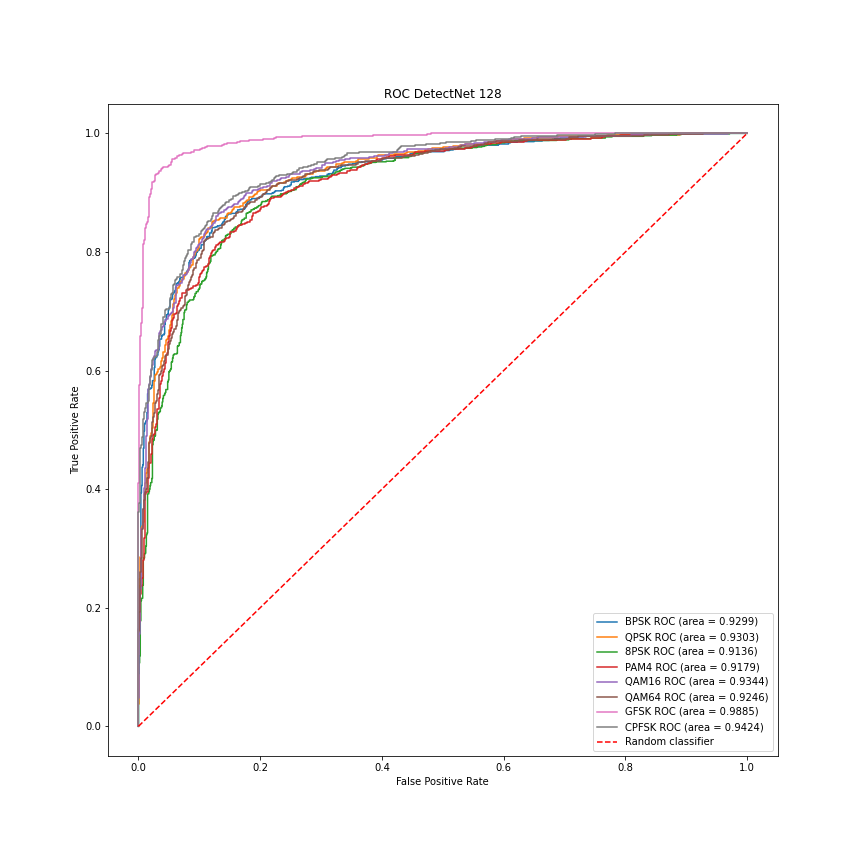 ROC DetectNet 128
1.0
0.8
0.6
0.4
0.2
0.0
True Positive Rate
BPSK ROC (area = 0.9299)
QPSK ROC (area = 0.9303)
8PSK ROC (area = 0.9136)
PAM4 ROC (area = 0.9179)
QAM16 ROC (area = 0.9344)
QAM64 ROC (area = 0.9246)
GFSK ROC (area = 0.9885)
CPFSK ROC (area = 0.9424)
Random classifier
0.0 0.2 0.4 0.6 0.8 1.0
False Positive Rate